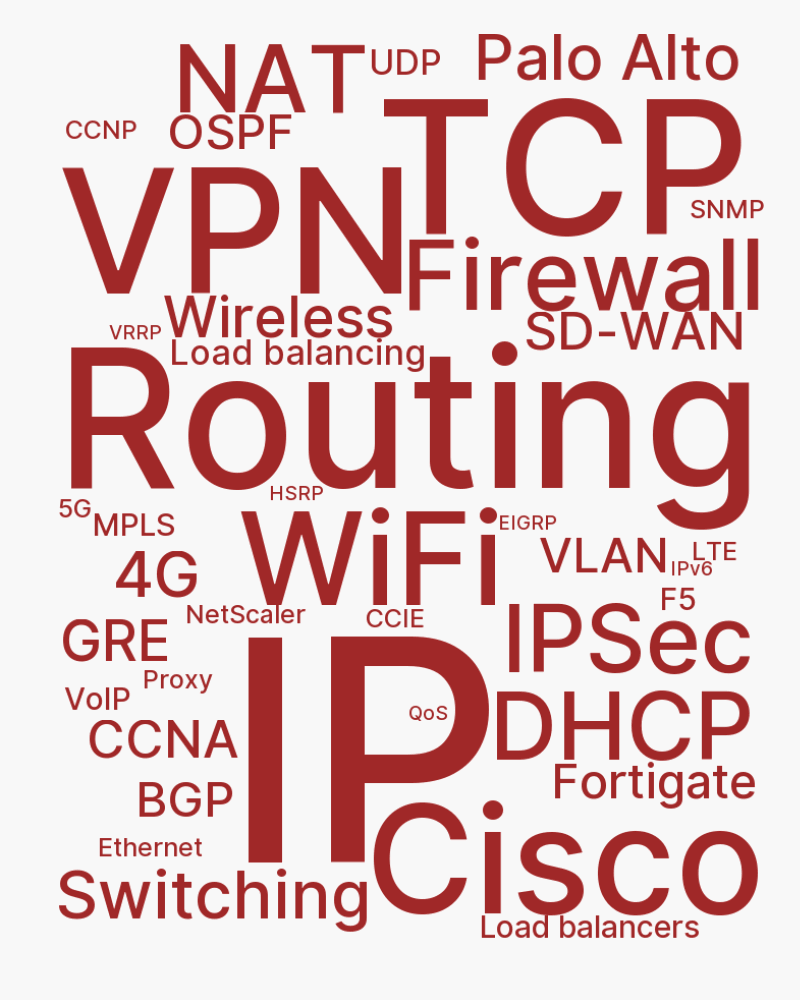 NAT
UDP
Palo Alto
CCNP
OSPF
TCP
VPN
SNMP
Firewall
Wireless
SD-WAN
VRRP
Load balancing
Routing
HSRP
5G
MPLS
WiFi
EIGRP
VLAN
LTE
IPv6
4G
F5
NetScaler
CCIE
IPSec
GRE
IP
Proxy
VoIP
QoS
DHCP
CCNA
Fortigate
BGP
Cisco
Ethernet
Switching
Load balancers